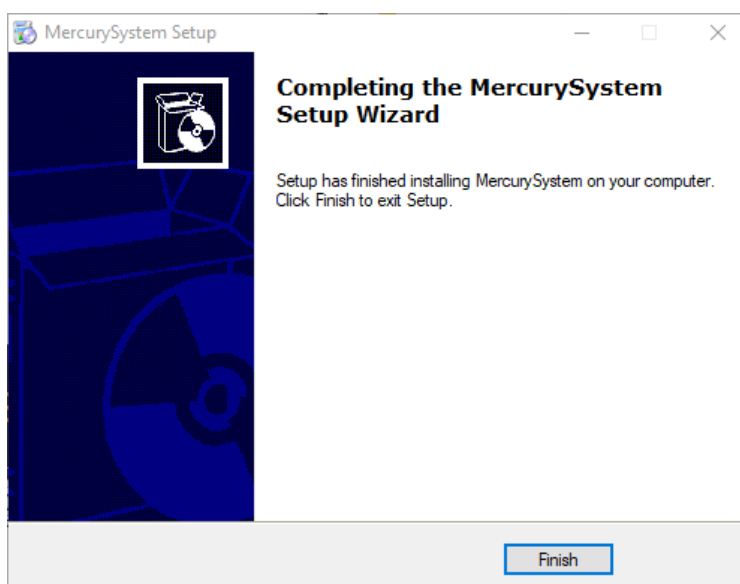 MercurySystem Setup
Completing the MercurySystem
Setup Wizard
Setup has finished installing MercurySystem on your computer.
Click Finish to exit Setup.
Finish